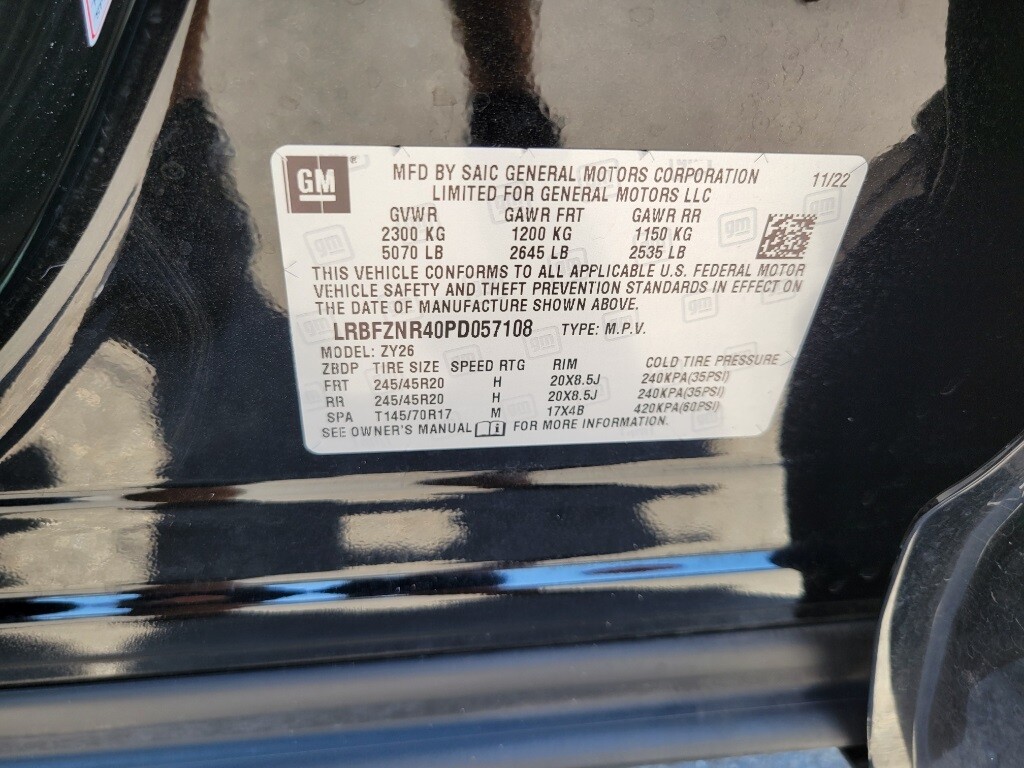 GM
MFD BY SAIC GENERAL MOTORS CORPORATION 11/22
LIMITED FOR GENERAL MOTORS LLC
GVWR GAWR FRT GAWR RR
2300 KG 1200 KG 1150 KG
5070 LB 2645 LB 2535 LB
THIS VEHICLE CONFORMS TO ALL APPLICABLE U.S. FEDERAL MOTOR
VEHICLE SAFETY AND THEFT PREVENTION STANDARDS IN EFFECT ON
THE DATE OF MANUFACTURE SHOWN ABOVE.
LRBFZNR40PD057108 TYPE: M.P.V.
MODEL: ZY26
ZBDP TIRE SIZE SPEED RTG RIM COLD TIRE PRESSURE
FRT 245/45R20 H 20X8.5J 240KPA(35PSI)
RR 245/45R20 H 20X8.5J 240KPA(35PSI)
SPA T145/70R17 M 17X4B 420KPA(60PSI)
SEE OWNER'S MANUAL i FOR MORE INFORMATION.